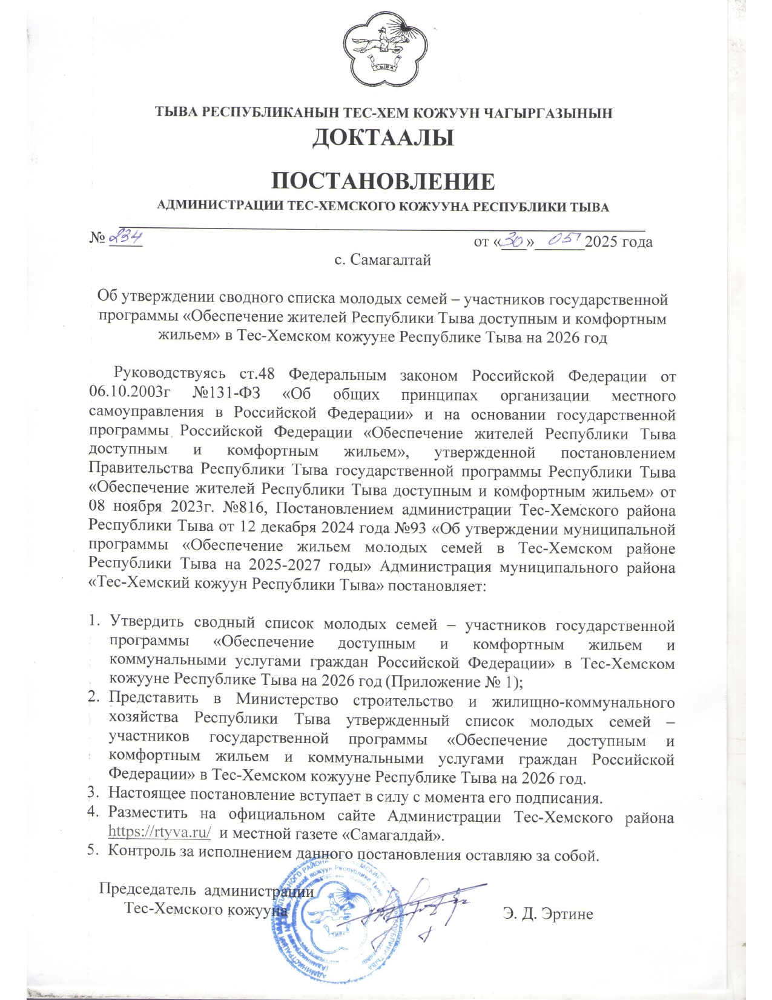 ТЫВА
ТЫВА РЕСПУБЛИКАНЫН ТЕС-ХЕМ КОЖУУН ЧАГЫРГАЗЫНЫН
ДОКТААЛЫ
ПОСТАНОВЛЕНИЕ
АДМИНИСТРАЦИИ ТЕС-ХЕМСКОГО КОЖУУНА РЕСПУБЛИКИ ТЫВА
№ 234 от «30» 05 2025 года
с. Самагалтай
Об утверждении сводного списка молодых семей – участников государственной
программы «Обеспечение жителей Республики Тыва доступным и комфортным
жильем» в Тес-Хемском кожууне Республике Тыва на 2026 год
Руководствуясь ст.48 Федеральным законом Российской Федерации от
06.10.2003г №131-ФЗ «Об общих принципах организации местного
самоуправления в Российской Федерации» и на основании государственной
программы Российской Федерации «Обеспечение жителей Республики Тыва
доступным и комфортным жильем», утвержденной постановлением
Правительства Республики Тыва государственной программы Республики Тыва
«Обеспечение жителей Республики Тыва доступным и комфортным жильем» от
08 ноября 2023г. №816, Постановлением администрации Тес-Хемского района
Республики Тыва от 12 декабря 2024 года №93 «Об утверждении муниципальной
программы «Обеспечение жильем молодых семей в Тес-Хемском районе
Республики Тыва на 2025-2027 годы» Администрация муниципального района
«Тес-Хемский кожуун Республики Тыва» постановляет:
1. Утвердить сводный список молодых семей – участников государственной
программы «Обеспечение доступным и комфортным жильем и
коммунальными услугами граждан Российской Федерации» в Тес-Хемском
кожууне Республике Тыва на 2026 год (Приложение № 1);
2. Представить в Министерство строительство и жилищно-коммунального
хозяйства Республики Тыва утвержденный список молодых семей –
участников государственной программы «Обеспечение доступным и
комфортным жильем и коммунальными услугами граждан Российской
Федерации» в Тес-Хемском кожууне Республике Тыва на 2026 год.
3. Настоящее постановление вступает в силу с момента его подписания.
4. Разместить на официальном сайте Администрации Тес-Хемского района
https://rtyva.ru/ и местной газете «Самагалдай».
5. Контроль за исполнением данного постановления оставляю за собой.
Председатель администрации
Тес-Хемского кожууна Э. Д. Эртине